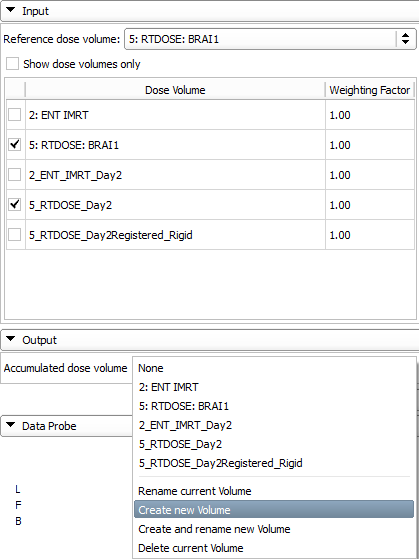 Input
Reference dose volume: 5: RTDOSE: BRAI1
Show dose volumes only
Dose Volume Weighting Factor
2: ENT IMRT 1.00
5: RTDOSE: BRAI1 1.00
2_ENT_IMRT_Day2 1.00
5_RTDOSE_Day2 1.00
5_RTDOSE_Day2Registered_Rigid 1.00
Output
Accumulated dose volume
None
2: ENT IMRT
5: RTDOSE: BRAI1
2_ENT_IMRT_Day2
5_RTDOSE_Day2
5_RTDOSE_Day2Registered_Rigid
Rename current Volume
Create new Volume
Create and rename new Volume
Delete current Volume
Data Probe
L
F
B